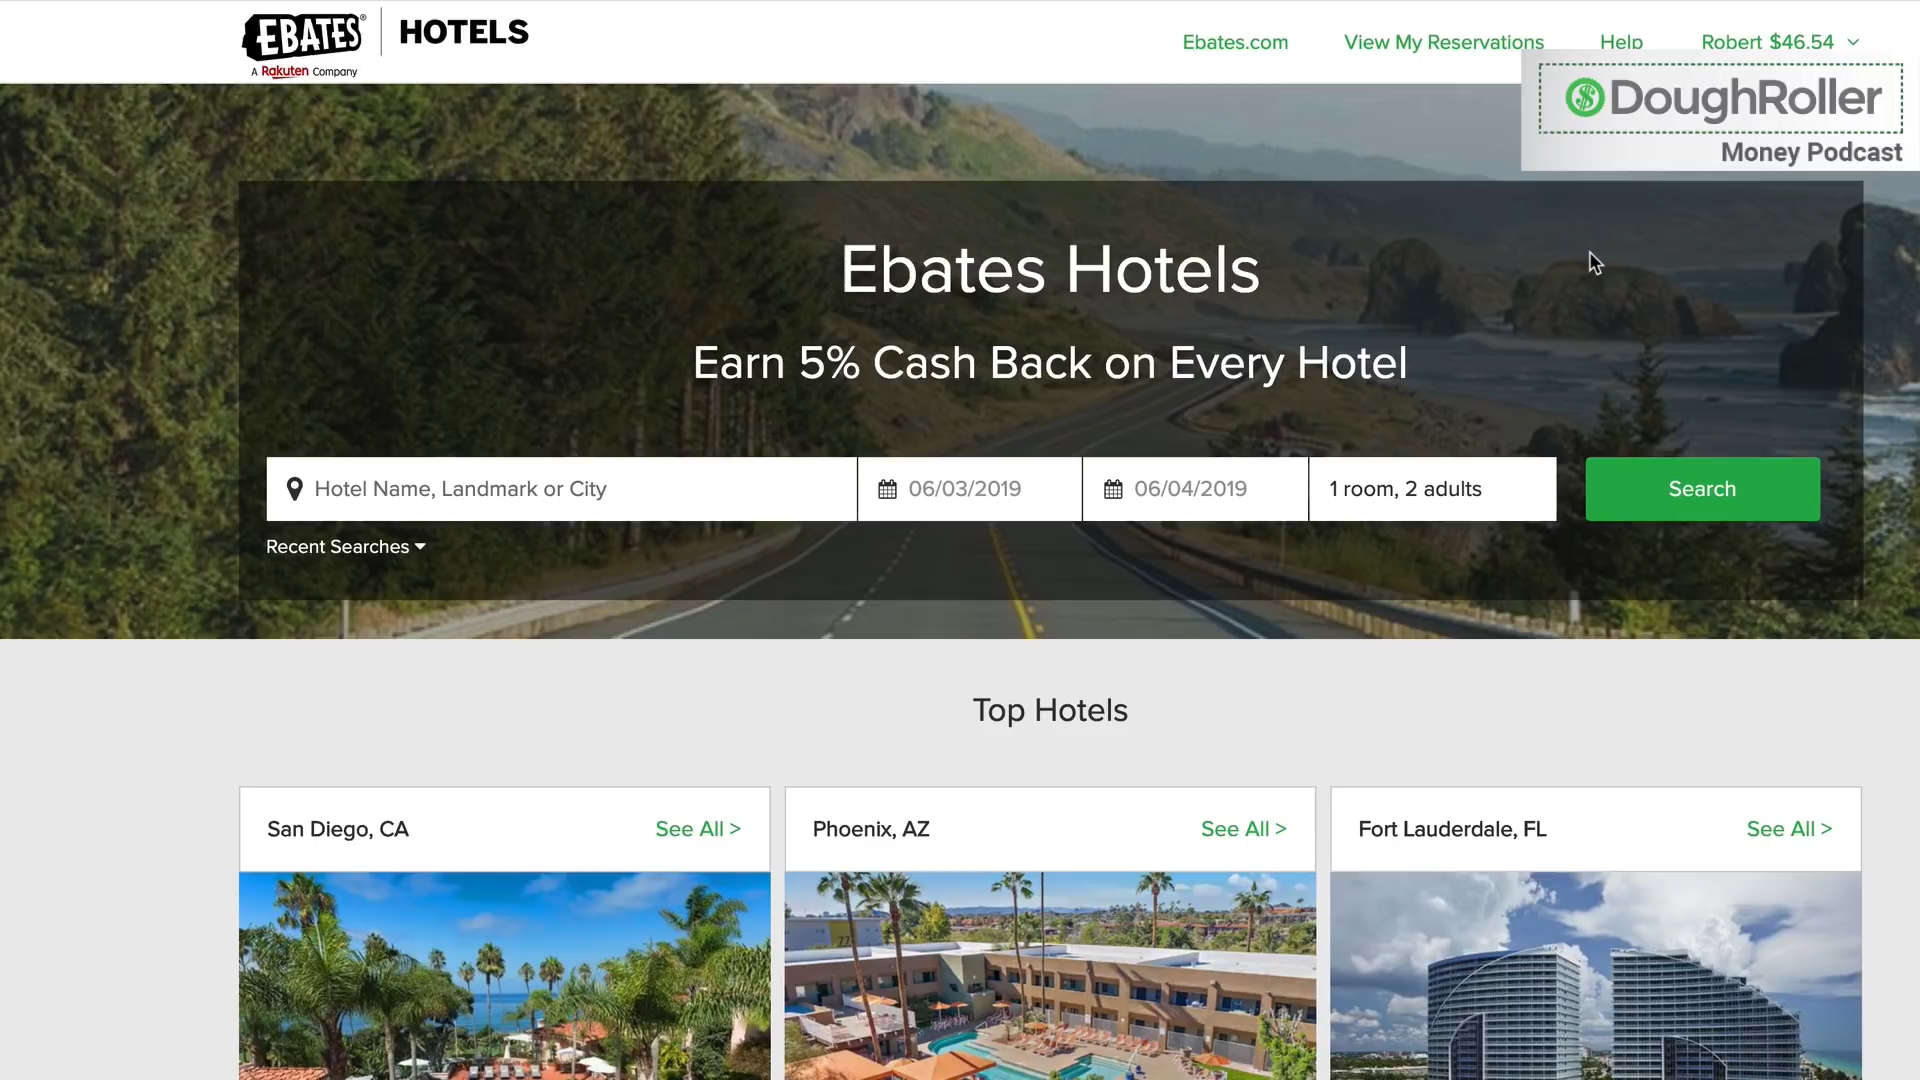 EBATES®
A Rakuten Company
HOTELS
Ebates.com
View My Reservations
Help
Robert $46.54
DoughRoller
Money Podcast
Ebates Hotels
Earn 5% Cash Back on Every Hotel
Hotel Name, Landmark or City
06/03/2019
06/04/2019
1 room, 2 adults
Search
Recent Searches
Top Hotels
San Diego, CA
See All >
Phoenix, AZ
See All >
Fort Lauderdale, FL
See All >